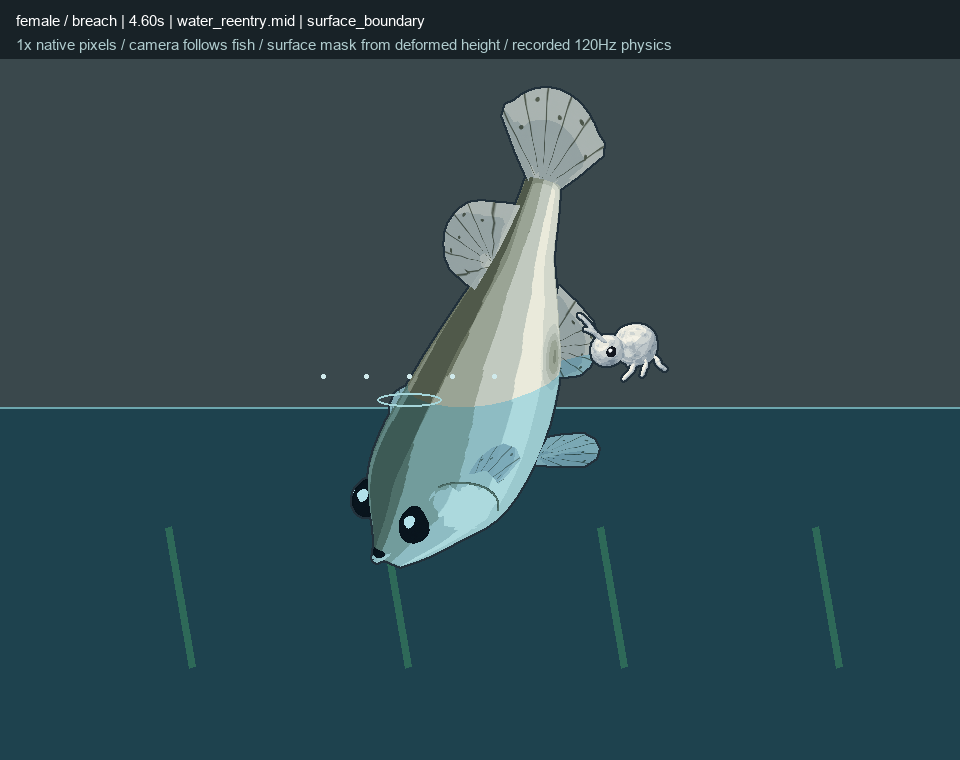 female / breach | 4.60s | water_reentry.mid | surface_boundary
1x native pixels / camera follows fish / surface mask from deformed height / recorded 120Hz physics